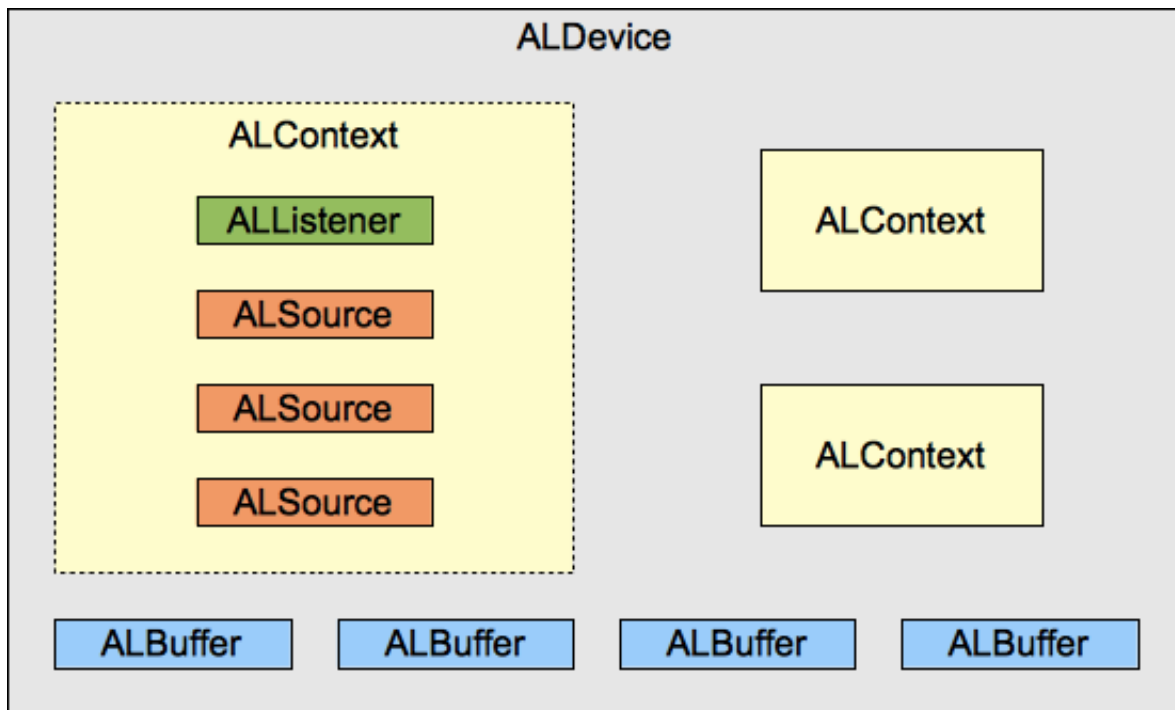 ALDevice
ALContext
ALListener
ALSource
ALSource
ALSource
ALContext
ALContext
ALBuffer
ALBuffer
ALBuffer
ALBuffer